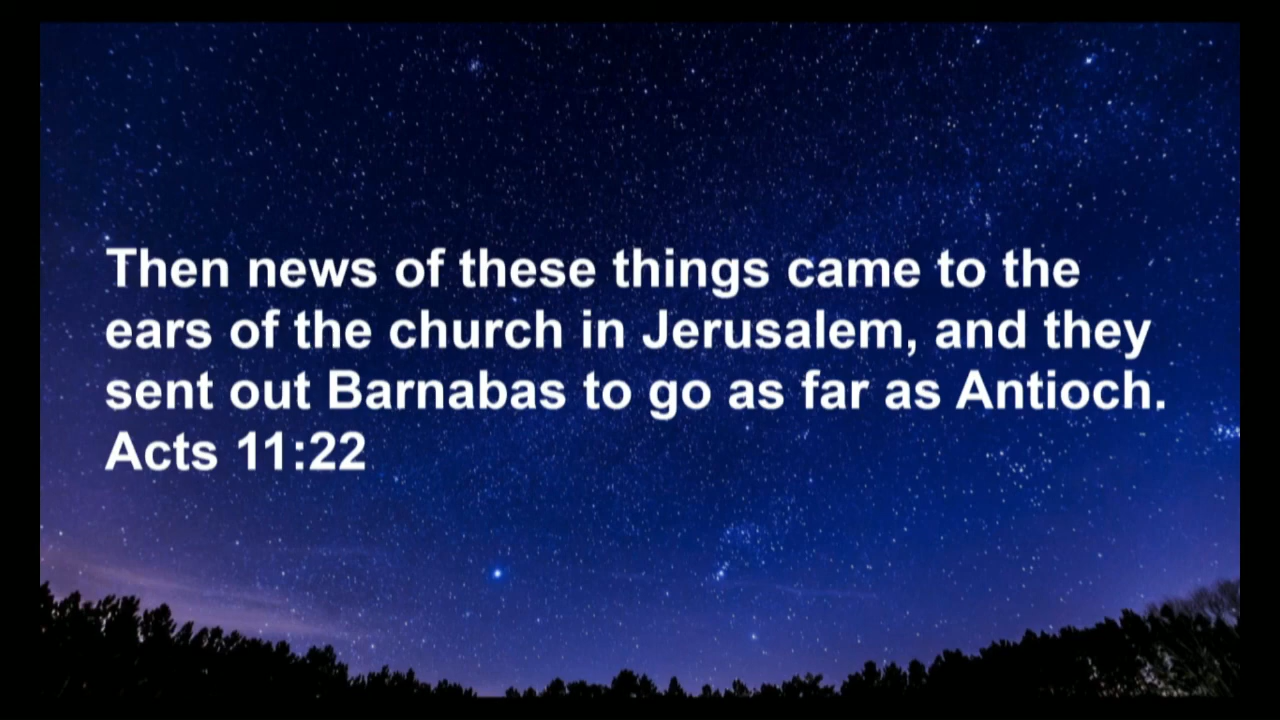 Then news of these things came to the
ears of the church in Jerusalem, and they
sent out Barnabas to go as far as Antioch.
Acts 11:22